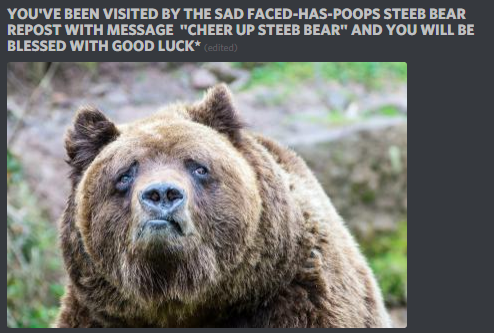 YOU'VE BEEN VISITED BY THE SAD FACED-HAS-POOPS STEEB BEAR
REPOST WITH MESSAGE "CHEER UP STEEB BEAR" AND YOU WILL BE
BLESSED WITH GOOD LUCK* (edited)